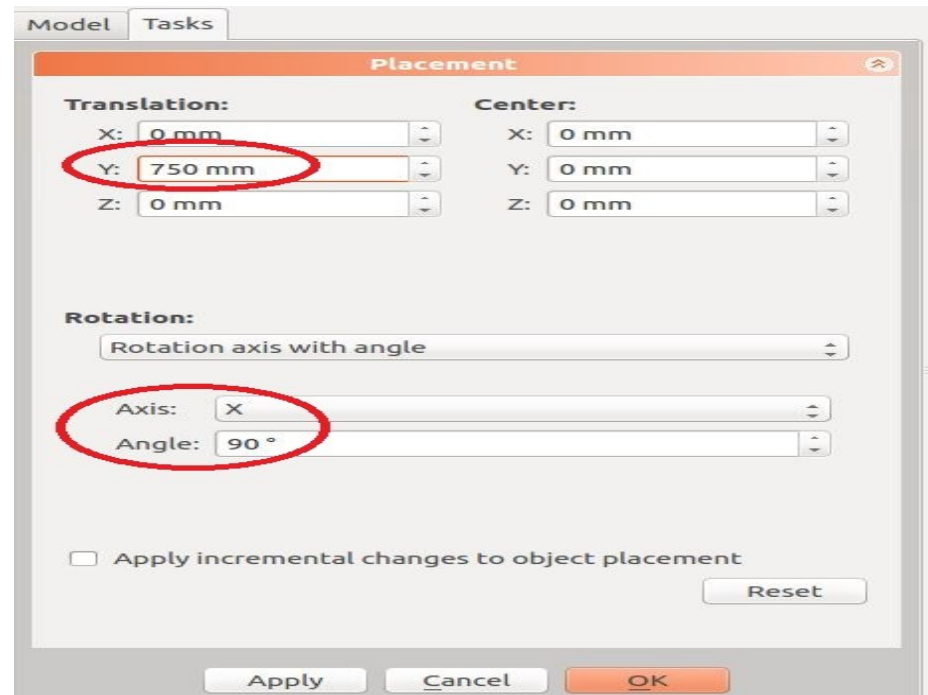 Model Tasks
Placement
Translation: Center:
X: 0 mm X: 0 mm
Y: 750 mm Y: 0 mm
Z: 0 mm Z: 0 mm
Rotation:
Rotation axis with angle
Axis: X
Angle: 90 °
Apply incremental changes to object placement
Reset
Apply Cancel OK